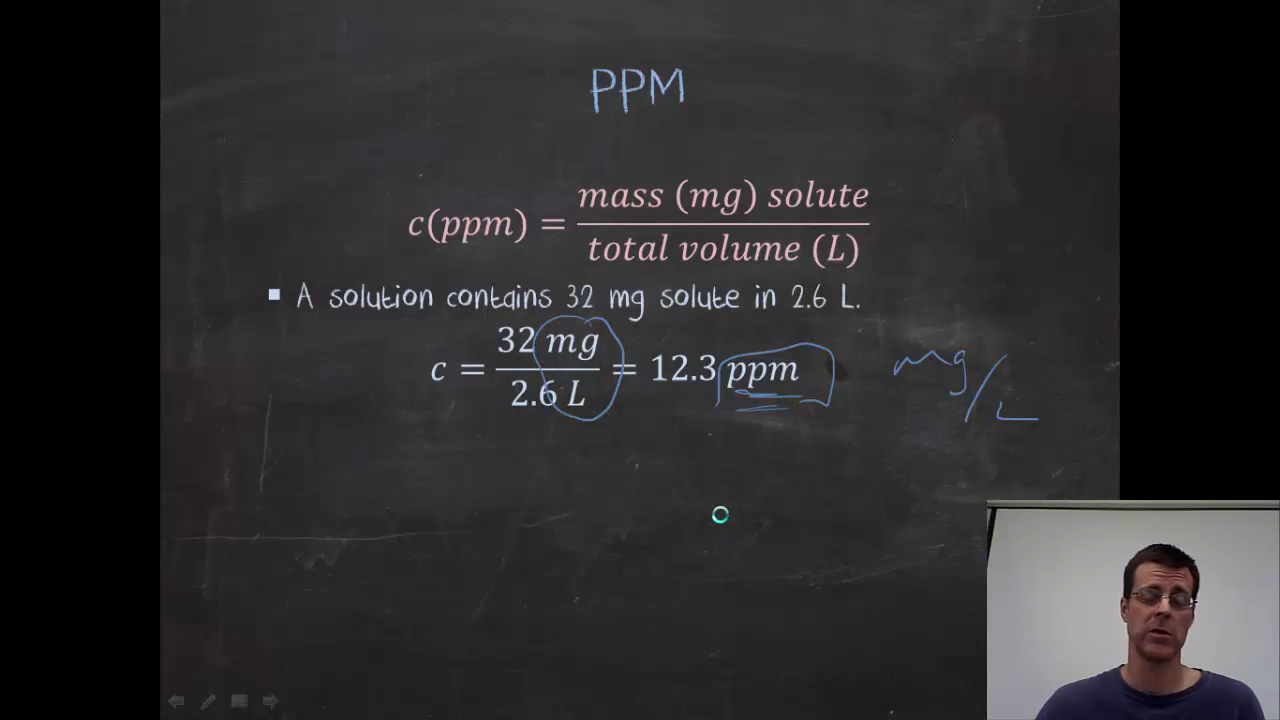 PPM
c(ppm) = mass (mg) solute / total volume (L)
▪ A solution contains 32 mg solute in 2.6 L.
c = 32 mg / 2.6 L = 12.3 ppm
mg/L